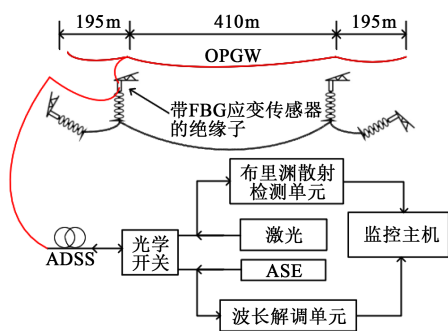 195m
410m
195m
OPGW
带FBG应变传感器
的绝缘子
布里渊散射
检测单元
ADSS
光学
开关
激光
监控主机
ASE
波长解调单元